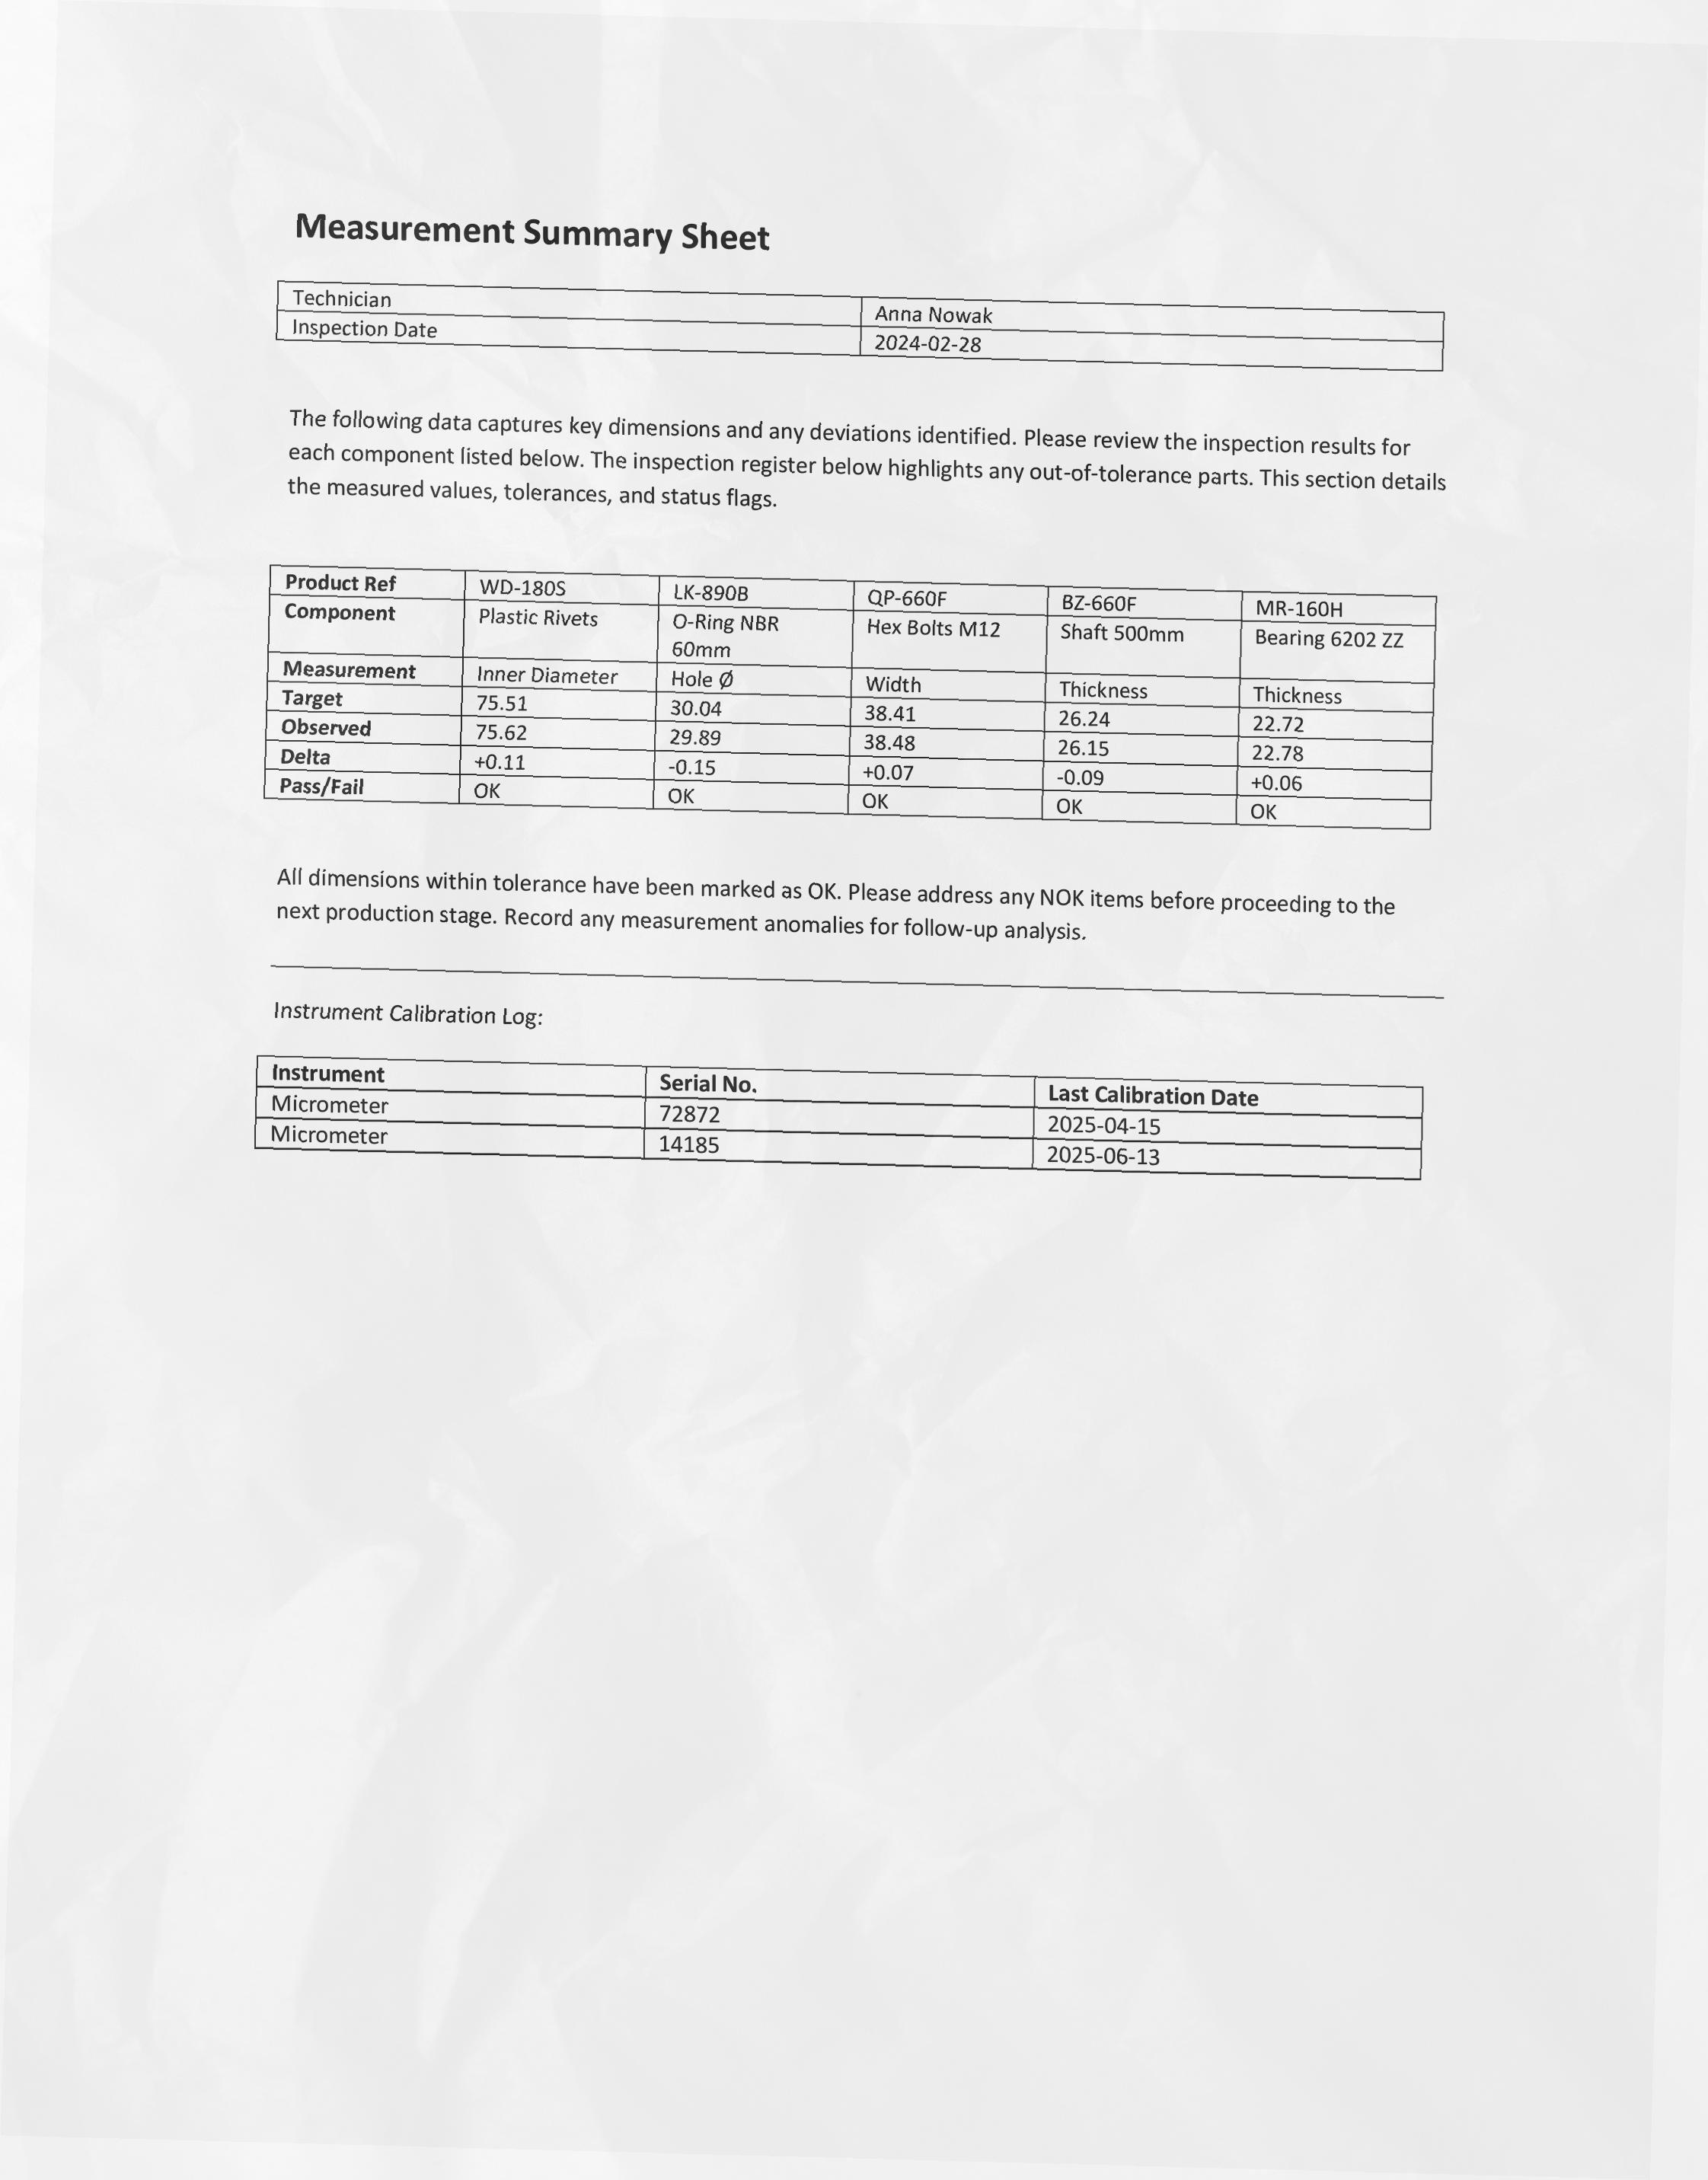 Measurement Summary Sheet
Technician Anna Nowak
Inspection Date 2024-02-28
The following data captures key dimensions and any deviations identified. Please review the inspection results for
each component listed below. The inspection register below highlights any out-of-tolerance parts. This section details
the measured values, tolerances, and status flags.
Product Ref WD-180S LK-890B QP-660F BZ-660F MR-160H
Component Plastic Rivets O-Ring NBR Hex Bolts M12 Shaft 500mm Bearing 6202 ZZ
60mm
Measurement Inner Diameter Hole Ø Width Thickness Thickness
Target 75.51 30.04 38.41 26.24 22.72
Observed 75.62 29.89 38.48 26.15 22.78
Delta +0.11 -0.15 +0.07 -0.09 +0.06
Pass/Fail OK OK OK OK OK
All dimensions within tolerance have been marked as OK. Please address any NOK items before proceeding to the
next production stage. Record any measurement anomalies for follow-up analysis.
Instrument Calibration Log:
Instrument Serial No. Last Calibration Date
Micrometer 72872 2025-04-15
Micrometer 14185 2025-06-13